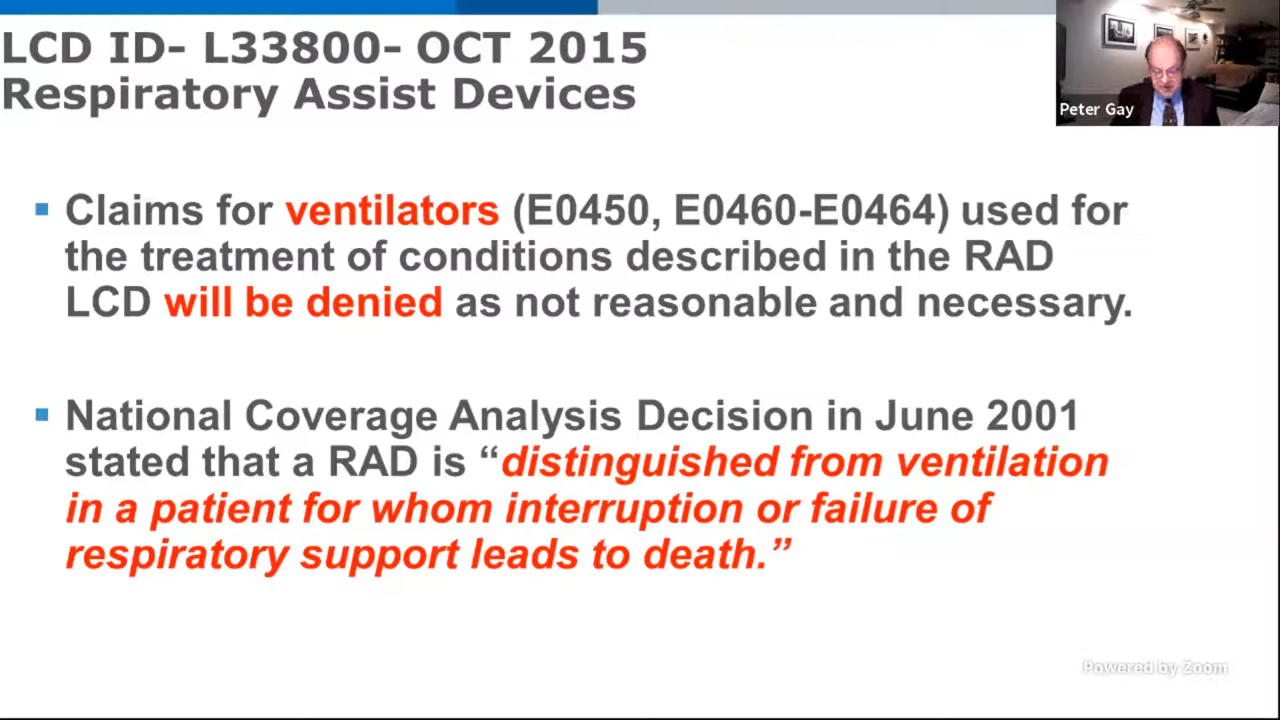 LCD ID- L33800- OCT 2015
Respiratory Assist Devices
Peter Gay
Claims for ventilators (E0450, E0460-E0464) used for
the treatment of conditions described in the RAD
LCD will be denied as not reasonable and necessary.
National Coverage Analysis Decision in June 2001
stated that a RAD is “distinguished from ventilation
in a patient for whom interruption or failure of
respiratory support leads to death.”
Powered by Zoom